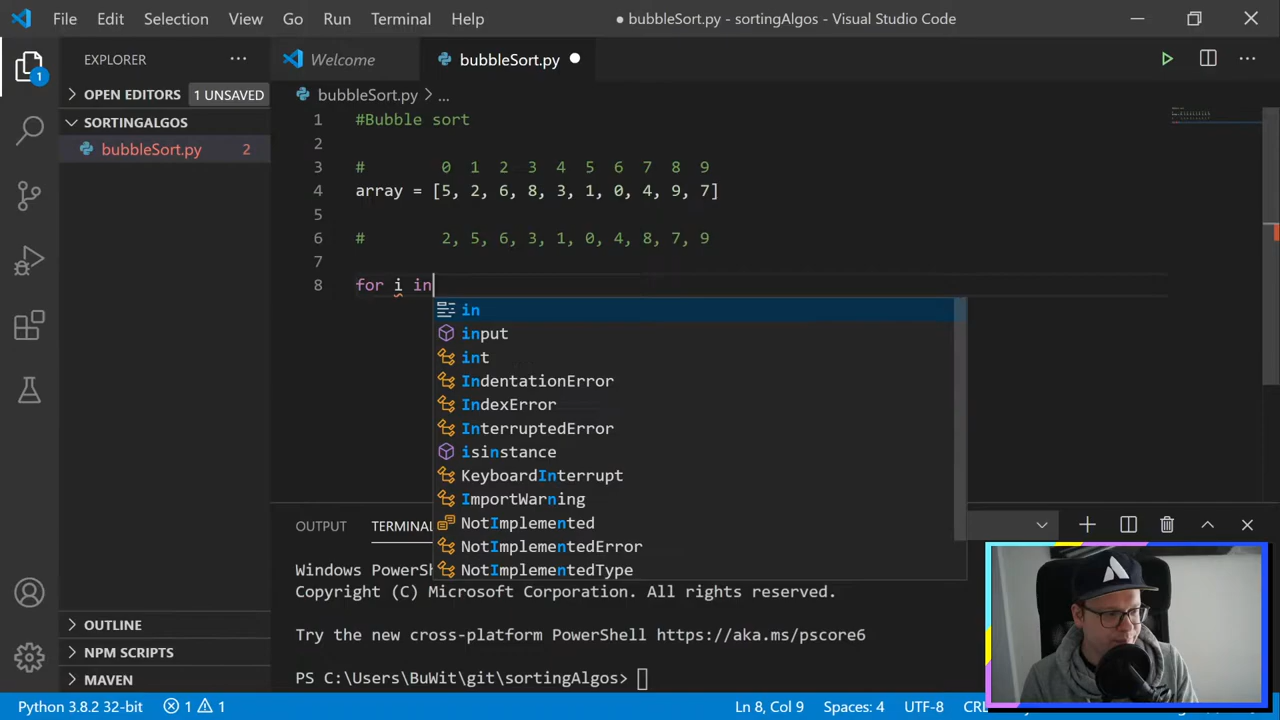 File Edit Selection View Go Run Terminal Help
● bubbleSort.py - sortingAlgos - Visual Studio Code
EXPLORER
Welcome
bubbleSort.py
1
OPEN EDITORS 1 UNSAVED
bubbleSort.py > ...
SORTINGALGOS
bubbleSort.py 2
1 #Bubble sort
2
3 # 0 1 2 3 4 5 6 7 8 9
4 array = [5, 2, 6, 8, 3, 1, 0, 4, 9, 7]
5
6 # 2, 5, 6, 3, 1, 0, 4, 8, 7, 9
7
8 for i in
in
input
int
IndentationError
IndexError
InterruptedError
isinstance
KeyboardInterrupt
ImportWarning
NotImplemented
NotImplementedError
NotImplementedType
OUTPUT TERMINAL
Windows PowerSh
Copyright (C) Microsoft Corporation. All rights reserved.
Try the new cross-platform PowerShell https://aka.ms/pscore6
PS C:\Users\BuWit\git\sortingAlgos>
OUTLINE
NPM SCRIPTS
MAVEN
Python 3.8.2 32-bit 1 1 Ln 8, Col 9 Spaces: 4 UTF-8